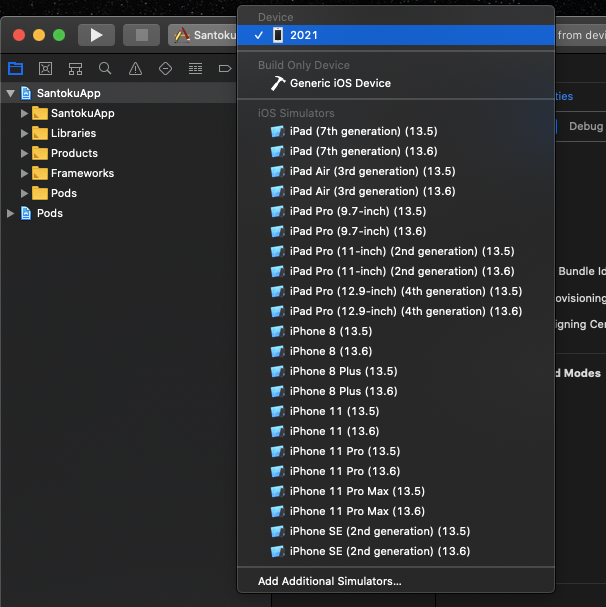 Santoku
Device
✓ 2021
from devi
Build Only Device
Generic iOS Device
iOS Simulators
iPad (7th generation) (13.5)
iPad (7th generation) (13.6)
iPad Air (3rd generation) (13.5)
iPad Air (3rd generation) (13.6)
iPad Pro (9.7-inch) (13.5)
iPad Pro (9.7-inch) (13.6)
iPad Pro (11-inch) (2nd generation) (13.5)
iPad Pro (11-inch) (2nd generation) (13.6)
iPad Pro (12.9-inch) (4th generation) (13.5)
iPad Pro (12.9-inch) (4th generation) (13.6)
iPhone 8 (13.5)
iPhone 8 (13.6)
iPhone 8 Plus (13.5)
iPhone 8 Plus (13.6)
iPhone 11 (13.5)
iPhone 11 (13.6)
iPhone 11 Pro (13.5)
iPhone 11 Pro (13.6)
iPhone 11 Pro Max (13.5)
iPhone 11 Pro Max (13.6)
iPhone SE (2nd generation) (13.5)
iPhone SE (2nd generation) (13.6)
Add Additional Simulators...
SantokuApp
SantokuApp
Libraries
Products
Frameworks
Pods
Pods
ties
Debug
Bundle Id
ovisioning
igning Cer
d Modes